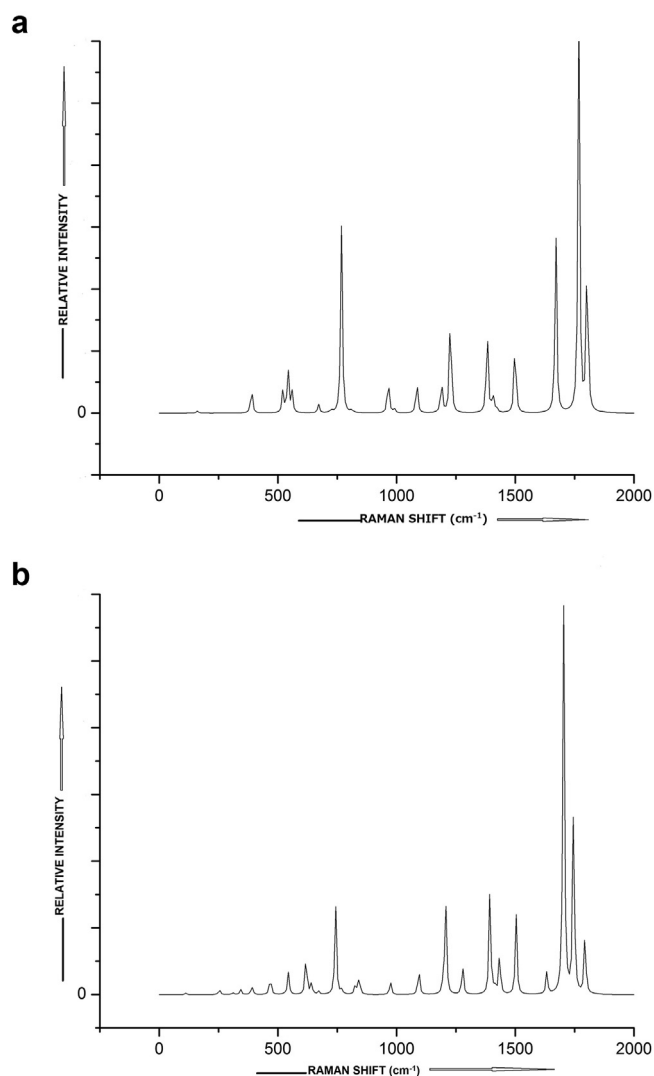 a
RELATIVE INTENSITY
0
0 500 1000 1500 2000
RAMAN SHIFT (cm⁻¹)
b
RELATIVE INTENSITY
0
0 500 1000 1500 2000
RAMAN SHIFT (cm⁻¹)